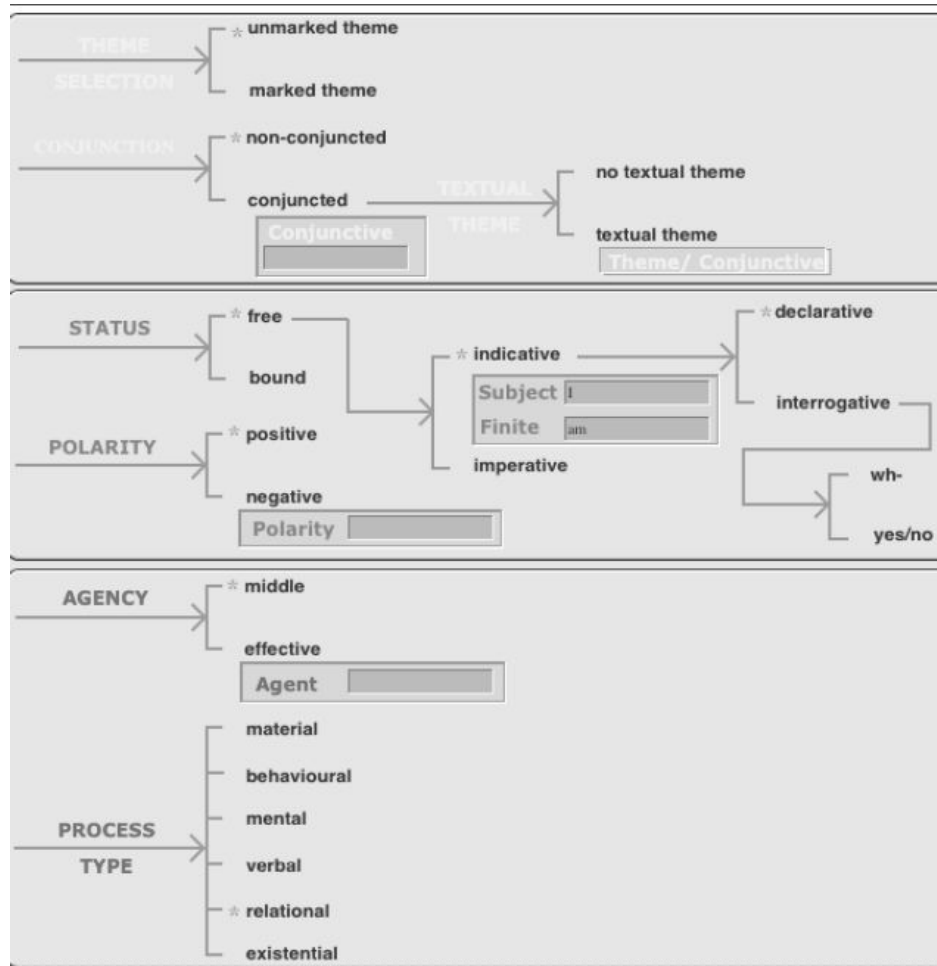 * unmarked theme
THEME
SELECTION
marked theme
* non-conjuncted
CONJUNCTION
no textual theme
conjuncted
TEXTUAL
THEME
Conjunctive
textual theme
Theme/ Conjunctive
* declarative
* free
STATUS
* indicative
bound
Subject I
interrogative
Finite am
* positive
POLARITY
imperative
wh-
negative
Polarity
yes/no
* middle
AGENCY
effective
Agent
material
behavioural
mental
PROCESS
TYPE
verbal
* relational
existential